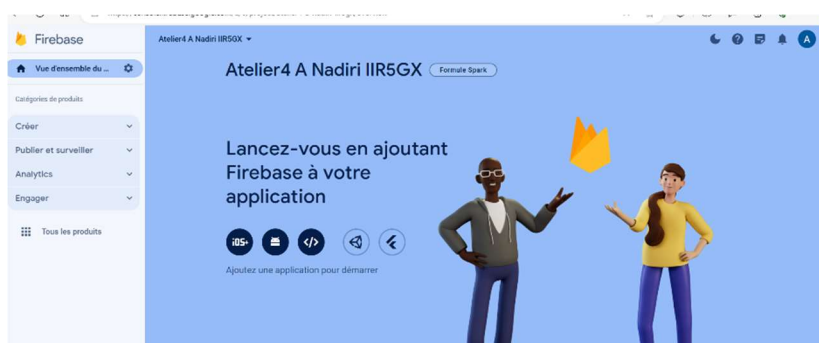 Firebase
Atelier4 A Nadiri IIR5GX
A
Vue d'ensemble du ...
Atelier4 A Nadiri IIR5GX
Formule Spark
Catégories de produits
Créer
Publier et surveiller
Analytics
Engager
Tous les produits
Lancez-vous en ajoutant
Firebase à votre
application
iOS+
</>
Ajoutez une application pour démarrer